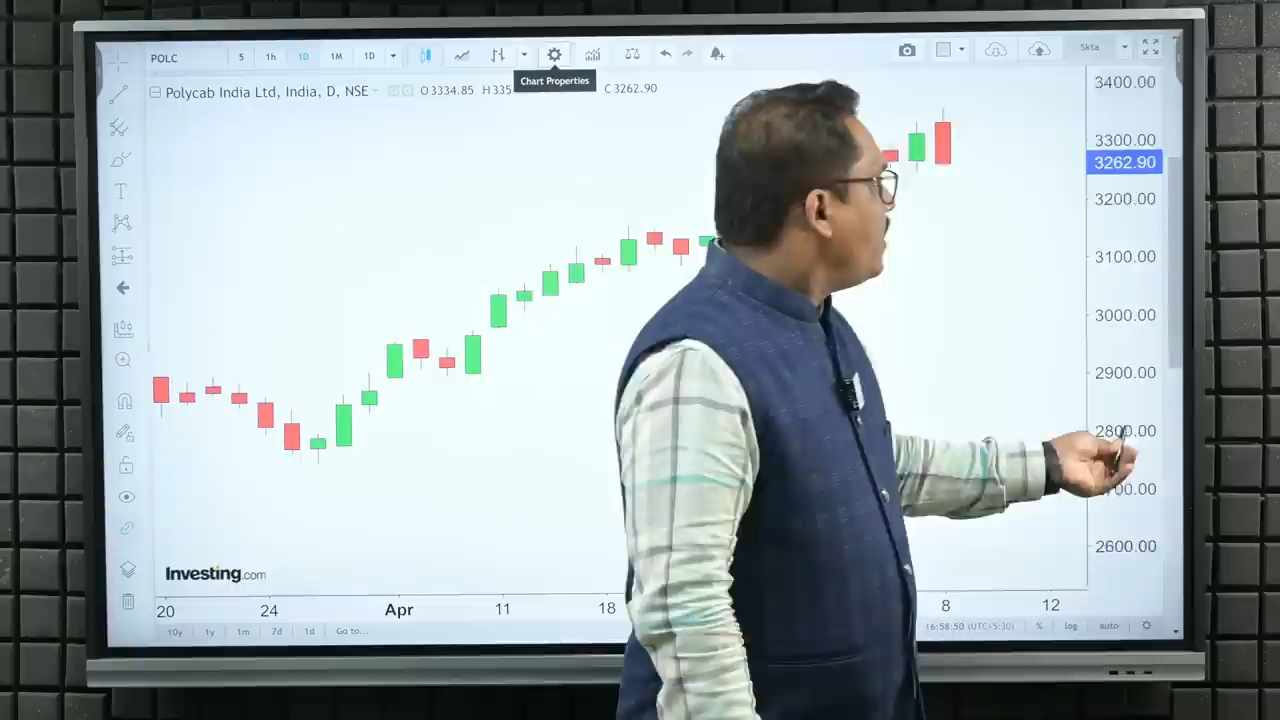 POLC 5 1h 1D 1M 1D 5kta
Chart Properties
Polycab India Ltd, India, D, NSE O 3334.85 H 335 C 3262.90
3400.00
3300.00
3262.90
3200.00
3100.00
3000.00
2900.00
2800.00
700.00
2600.00
T
Investing.com
20 24 Apr 11 18 8 12
10y 1y 1m 7d 1d Go to... 16:58:50 (UTC+5:30) % log auto